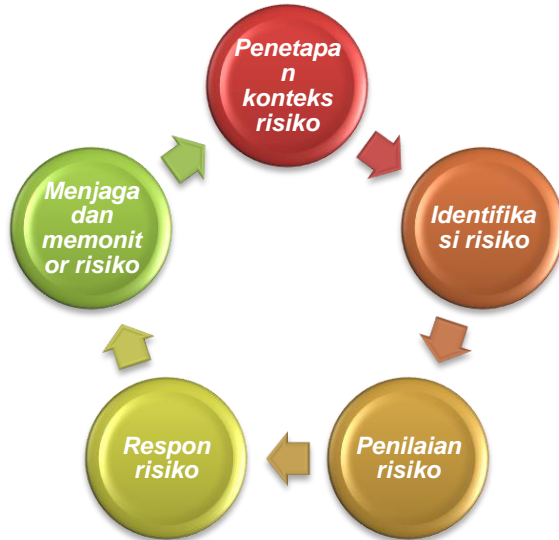 Penetapa
n
konteks
risiko
Identifika
si risiko
Penilaian
risiko
Respon
risiko
Menjaga
dan
memonit
or risiko